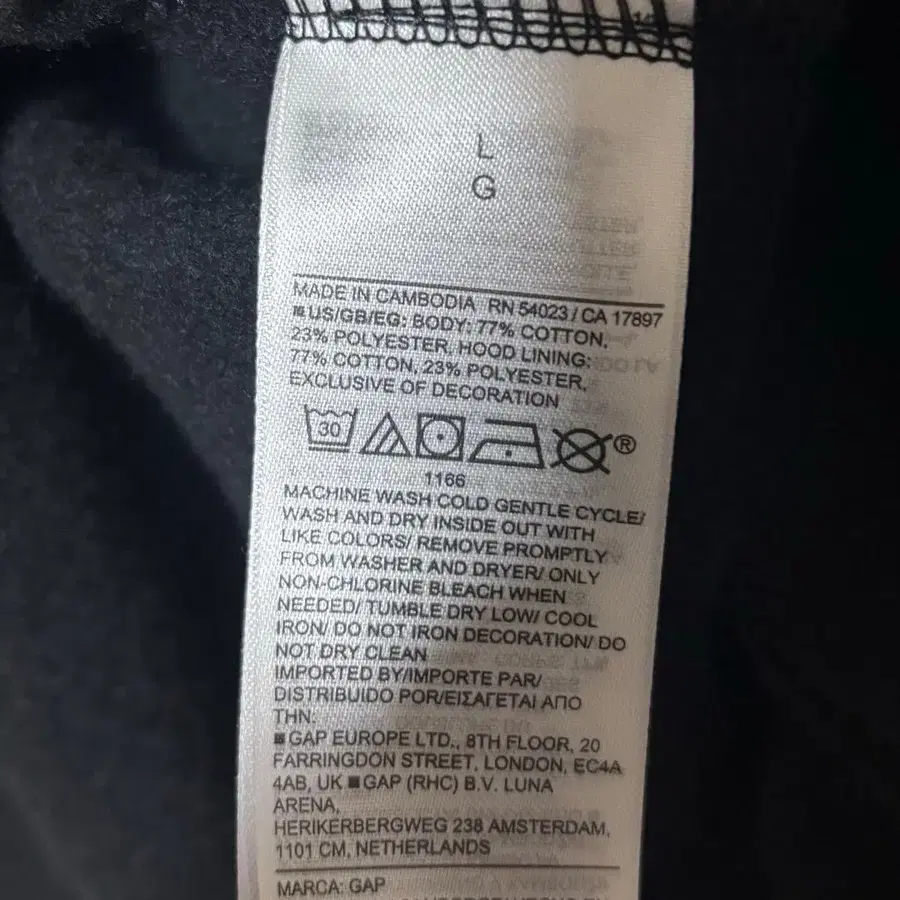 L
G
MADE IN CAMBODIA RN 54023 / CA 17897
■US/GB/EG: BODY: 77% COTTON,
23% POLYESTER, HOOD LINING:
77% COTTON, 23% POLYESTER,
EXCLUSIVE OF DECORATION
30 ®
1166
MACHINE WASH COLD GENTLE CYCLE/
WASH AND DRY INSIDE OUT WITH
LIKE COLORS/ REMOVE PROMPTLY
FROM WASHER AND DRYER/ ONLY
NON-CHLORINE BLEACH WHEN
NEEDED/ TUMBLE DRY LOW/ COOL
IRON/ DO NOT IRON DECORATION/ DO
NOT DRY CLEAN
IMPORTED BY/IMPORTE PAR/
DISTRIBUIDO POR/ΕΙΣΑΓΕΤΑΙ ΑΠΟ
ΤΗΝ:
■GAP EUROPE LTD., 8TH FLOOR, 20
FARRINGDON STREET, LONDON, EC4A
4AB, UK ■GAP (RHC) B.V. LUNA
ARENA,
HERIKERBERGWEG 238 AMSTERDAM,
1101 CM, NETHERLANDS
MARCA: GAP